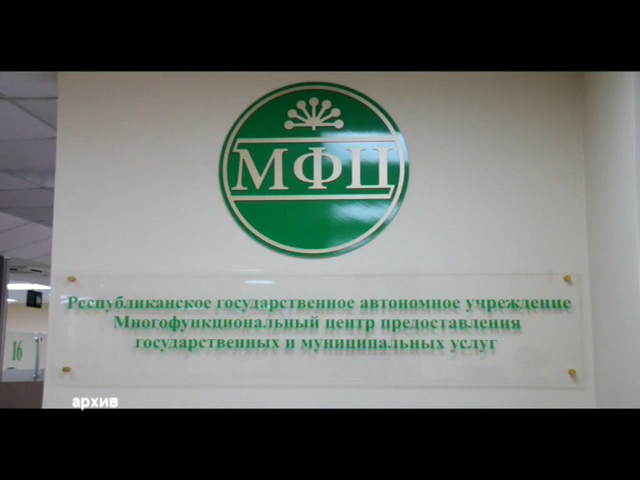 МФЦ
Республиканское государственное автономное учреждение
Многофункциональный центр предоставления
государственных и муниципальных услуг
16
архив